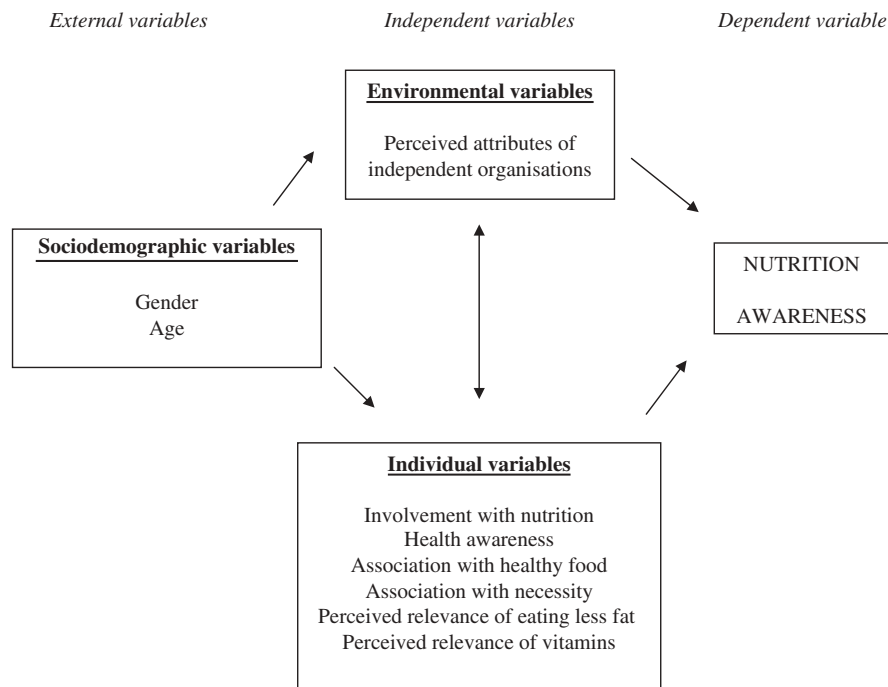 External variables
Independent variables
Dependent variable
Environmental variables
Perceived attributes of
independent organisations
Sociodemographic variables
Gender
Age
NUTRITION
AWARENESS
Individual variables
Involvement with nutrition
Health awareness
Association with healthy food
Association with necessity
Perceived relevance of eating less fat
Perceived relevance of vitamins